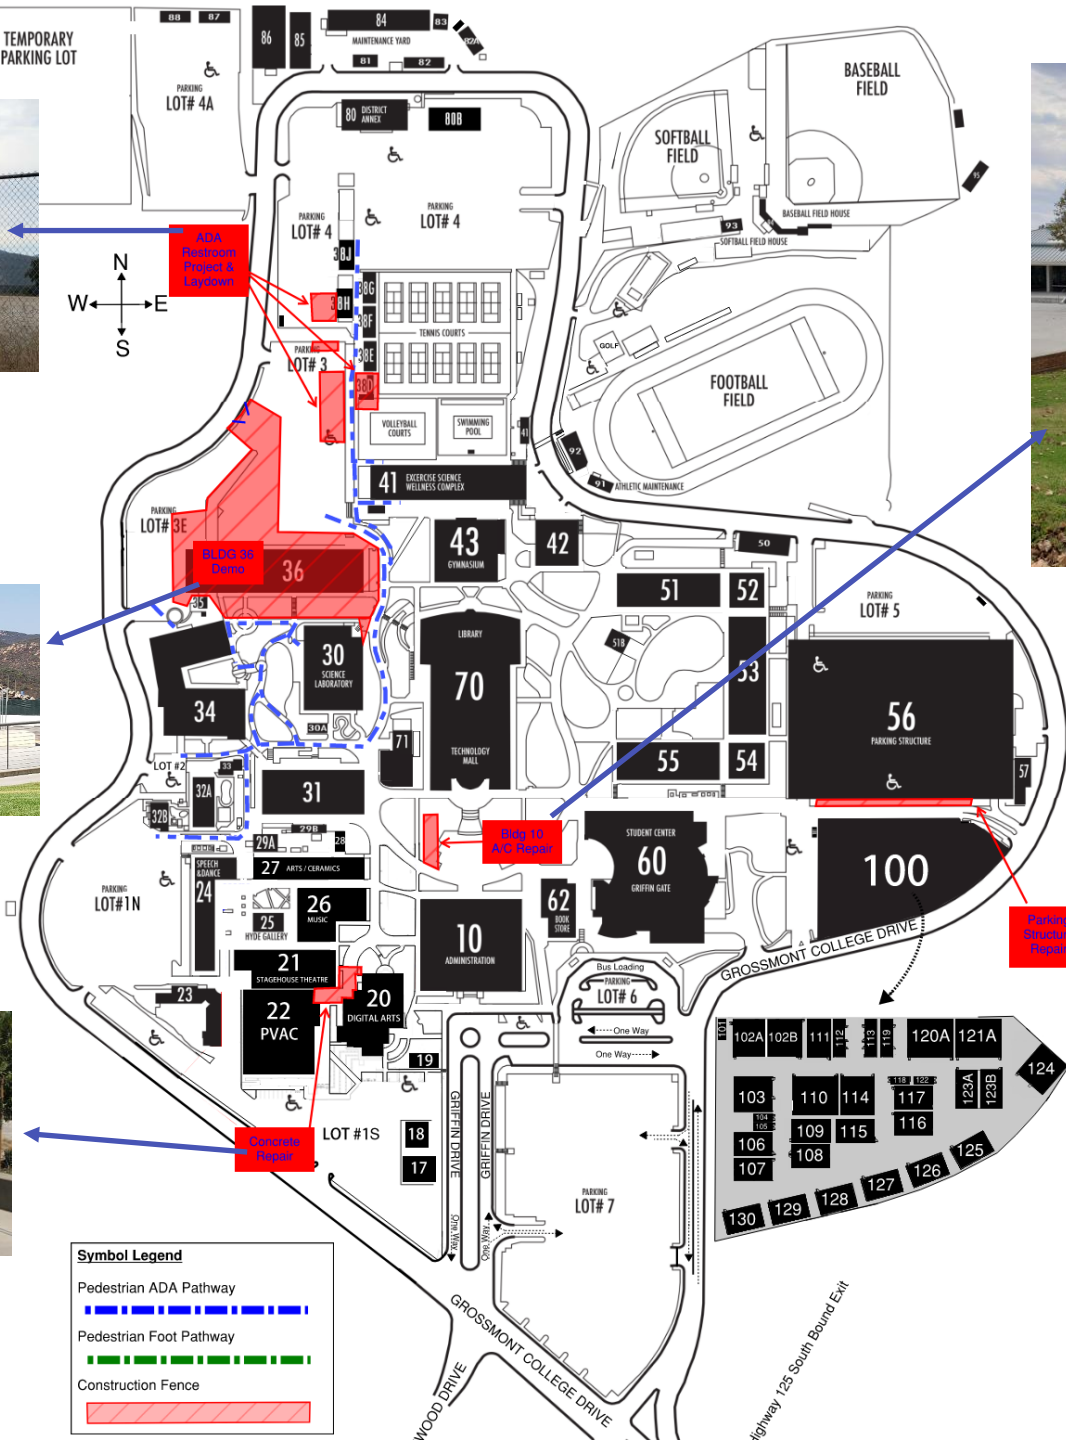 TEMPORARY
PARKING LOT
88
87
86
85
84
83
82A
MAINTENANCE YARD
81
82
PARKING
LOT# 4A
80
DISTRICT
ANNEX
80B
BASEBALL
FIELD
SOFTBALL
FIELD
95
93
BASEBALL FIELD HOUSE
SOFTBALL FIELD HOUSE
PARKING
LOT# 4
PARKING
LOT# 4
ADA
Restroom
Project &
Laydown
N
W
E
S
38J
38H
38G
38F
38E
38D
TENNIS COURTS
PARKING
LOT# 3
GOLF
FOOTBALL
FIELD
VOLLEYBALL
COURTS
SWIMMING
POOL
41
92
91
ATHLETIC MAINTENANCE
41
EXCERCISE SCIENCE
WELLNESS COMPLEX
PARKING
LOT# 3E
BLDG 36
Demo
36
35
43
GYMNASIUM
42
50
51
52
PARKING
LOT# 5
51B
53
LIBRARY
70
TECHNOLOGY
MALL
30
SCIENCE
LABORATORY
30A
34
71
56
PARKING STRUCTURE
55
54
57
LOT #2
33
32A
32B
31
29B
29A
28
27 ARTS / CERAMICS
Bldg 10
A/C Repair
STUDENT CENTER
60
GRIFFIN GATE
100
SPEECH
&DANCE
24
PARKING
LOT#1N
26
MUSIC
25
HYDE GALLERY
62
BOOK
STORE
10
ADMINISTRATION
Parking
Structure
Repair
GROSSMONT COLLEGE DRIVE
21
STAGEHOUSE THEATRE
20
DIGITAL ARTS
22
PVAC
23
19
Bus Loading
PARKING
LOT# 6
One Way
One Way
101
102A
102B
111
112
113
119
120A
121A
124
103
110
114
118
122
117
123A
123B
104
105
109
115
116
106
108
107
125
126
127
128
129
130
GRIFFIN DRIVE
GRIFFIN DRIVE
LOT #1S
18
17
Concrete
Repair
PARKING
LOT# 7
One Way
One Way
Symbol Legend
Pedestrian ADA Pathway
Pedestrian Foot Pathway
Construction Fence
GROSSMONT COLLEGE DRIVE
WOOD DRIVE
Highway 125 South Bound Exit